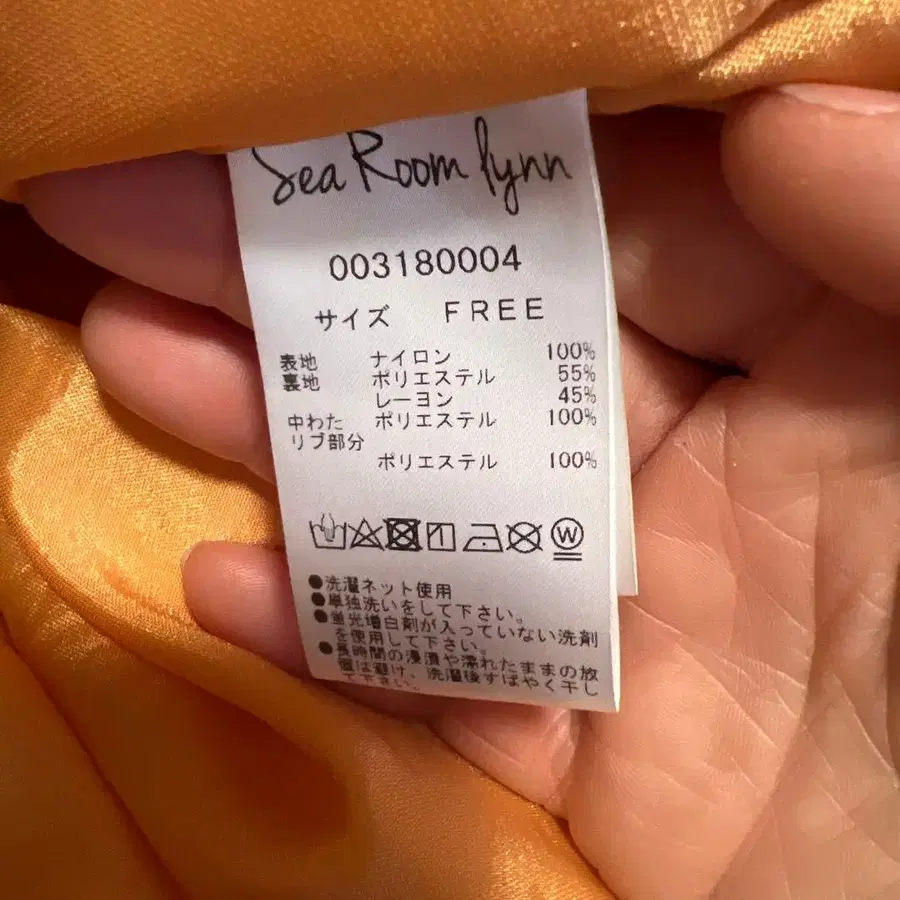 Sea Room lynn
003180004
サイズ FREE
表地 ナイロン 100%
裏地 ポリエステル 55%
レーヨン 45%
中わた ポリエステル 100%
リブ部分
ポリエステル 100%
W
●洗濯ネット使用
●単独洗いをして下さい。
●蛍光増白剤が入っていない洗剤
を使用して下さい。
●長時間の浸漬や濡れたままの放
置は避け、洗濯後すばやく干し
て下さい。